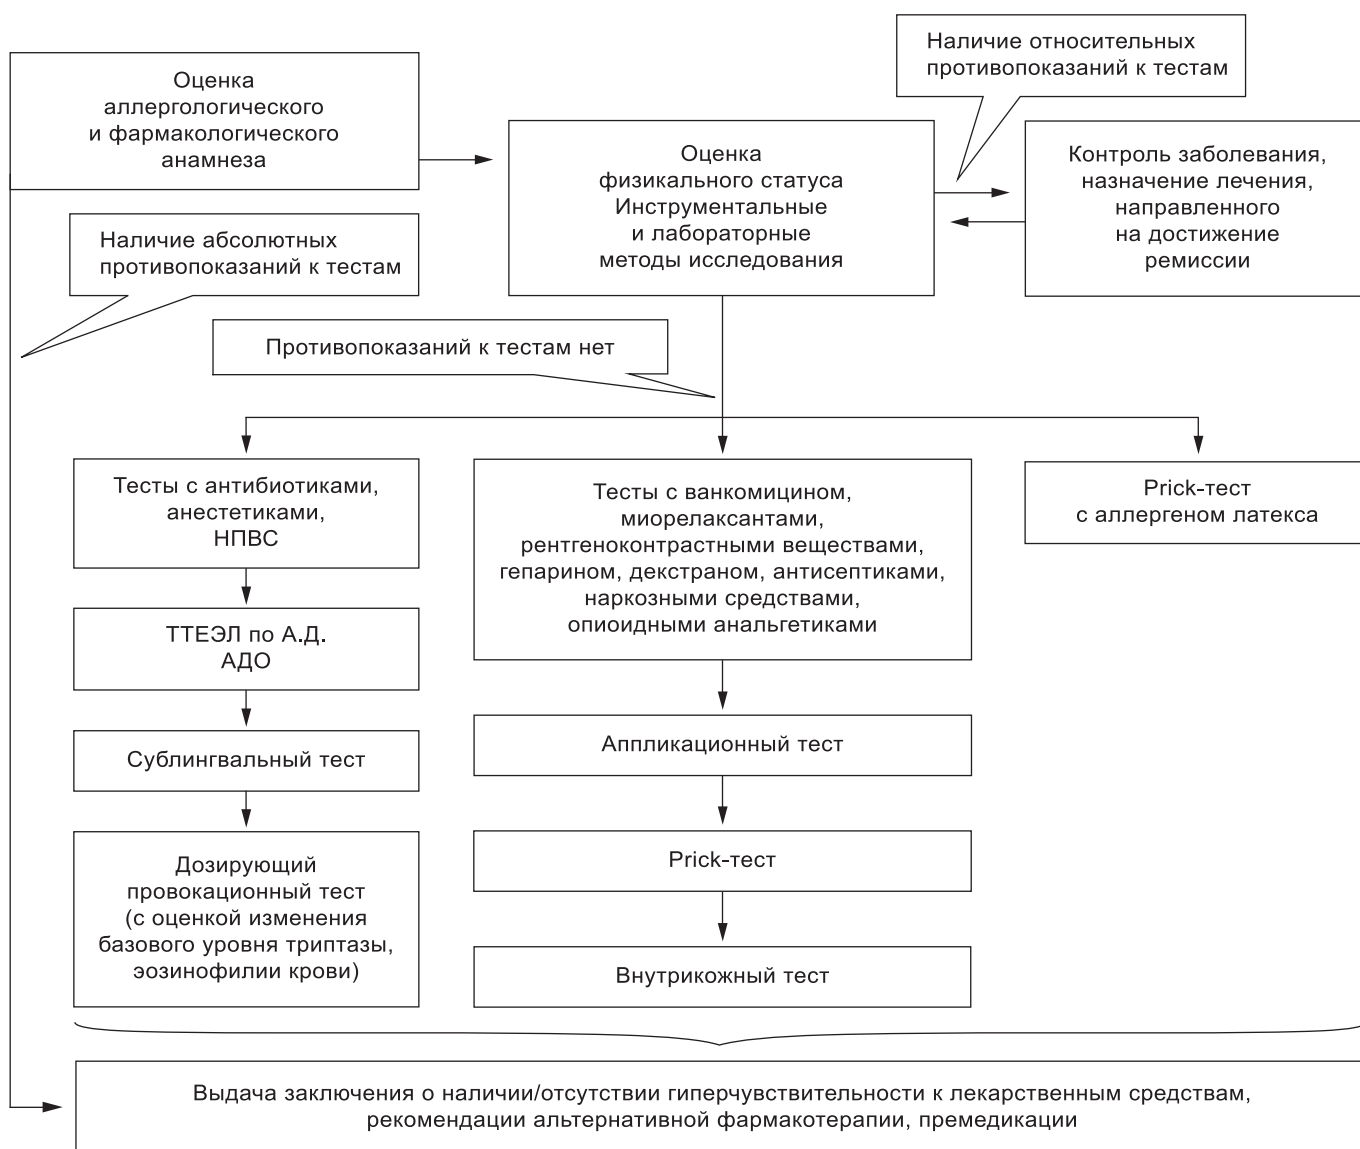 Наличие относительных
противопоказаний к тестам
Оценка
аллергологического
и фармакологического
анамнеза
Оценка
физикального статуса
Инструментальные
и лабораторные
методы исследования
Контроль заболевания,
назначение лечения,
направленного
на достижение
ремиссии
Наличие абсолютных
противопоказаний к тестам
Противопоказаний к тестам нет
Тесты с антибиотиками,
анестетиками,
НПВС
Тесты с ванкомицином,
миорелаксантами,
рентгеноконтрастными веществами,
гепарином, декстраном, антисептиками,
наркозными средствами,
опиоидными анальгетиками
Prick-тест
с аллергеном латекса
ТТЕЭЛ по А.Д.
АДО
Аппликационный тест
Сублингвальный тест
Prick-тест
Дозирующий
провокационный тест
(с оценкой изменения
базового уровня триптазы,
эозинофилии крови)
Внутрикожный тест
Выдача заключения о наличии/отсутствии гиперчувствительности к лекарственным средствам,
рекомендации альтернативной фармакотерапии, премедикации